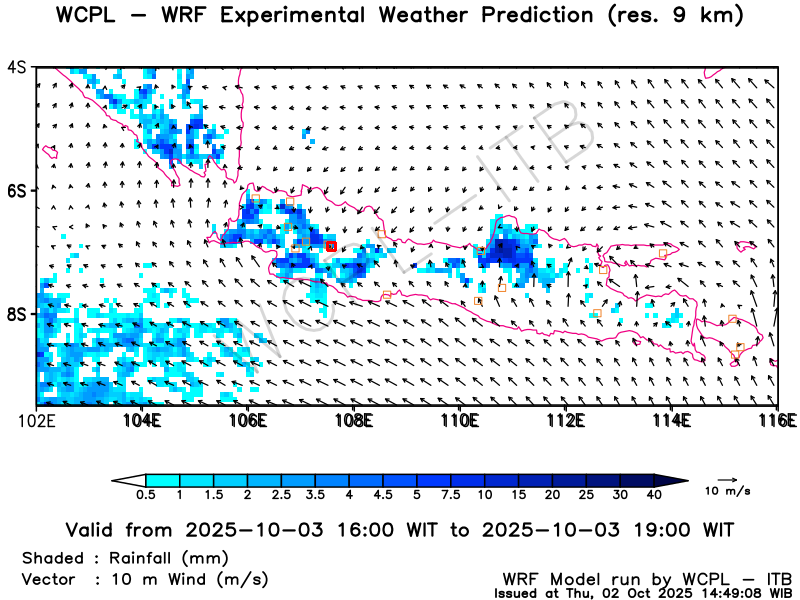 WCPL – WRF Experimental Weather Prediction (res. 9 km)
4S
6S
8S
WCPL–ITB
102E 104E 106E 108E 110E 112E 114E 116E
0.5 1 1.5 2 2.5 3.5 4 4.5 5 7.5 10 15 20 25 30 40
10 m/s
Valid from 2025-10-03 16:00 WIT to 2025-10-03 19:00 WIT
Shaded : Rainfall (mm)
Vector : 10 m Wind (m/s)
WRF Model run by WCPL – ITB
Issued at Thu, 02 Oct 2025 14:49:08 WIB